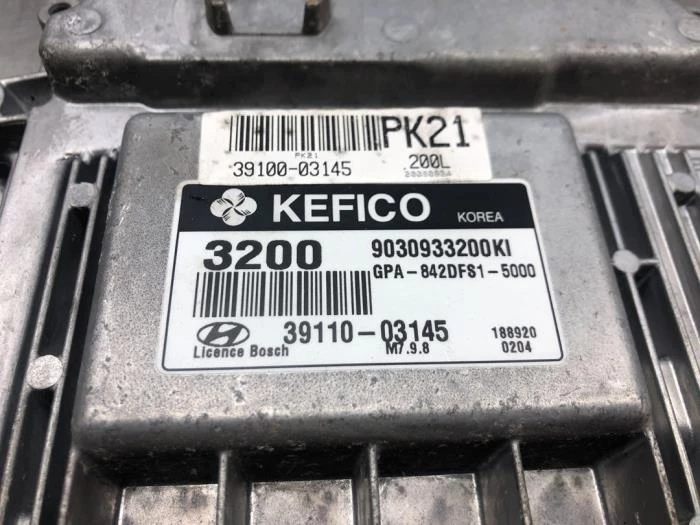 PK21
PK21
39100-03145 .200L
KEFICO KOREA
3200 9030933200KI
GPA-842DFS1-5000
39110-03145 188920
Licence Bosch M7.9.8 0204